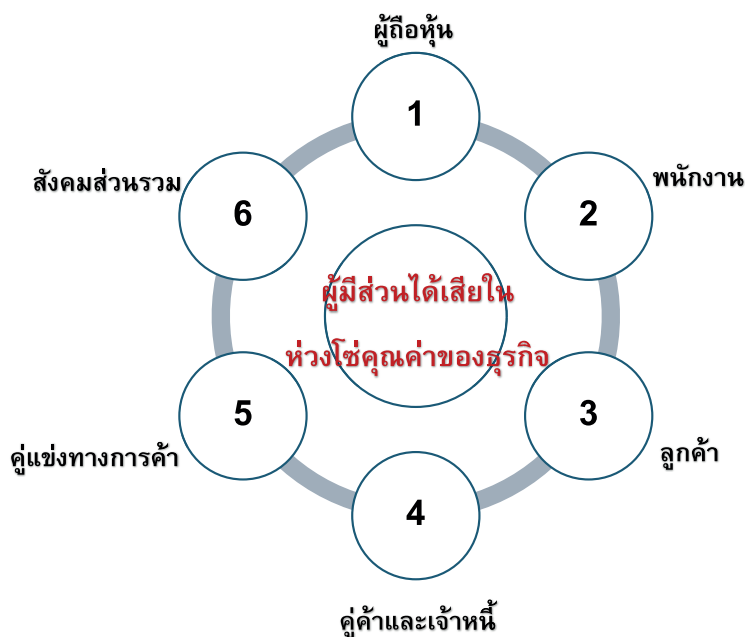 ผู้ถือหุ้น
1
พนักงาน
2
ลูกค้า
3
คู่ค้าและเจ้าหนี้
4
คู่แข่งทางการค้า
5
สังคมส่วนรวม
6
ผู้มีส่วนได้เสียใน
ห่วงโซ่คุณค่าของธุรกิจ